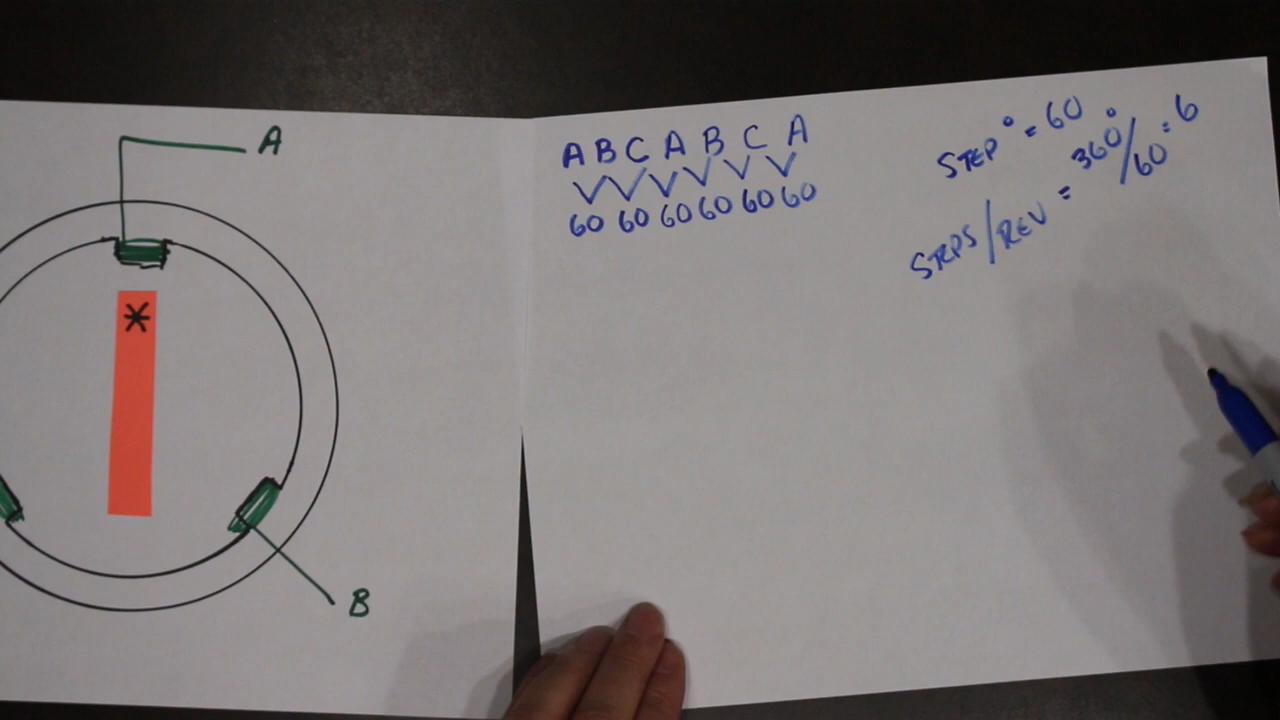 A
*
B
A B C A B C A
60 60 60 60 60 60
STEP° = 60°
STEPS/REV = 360/60 = 6